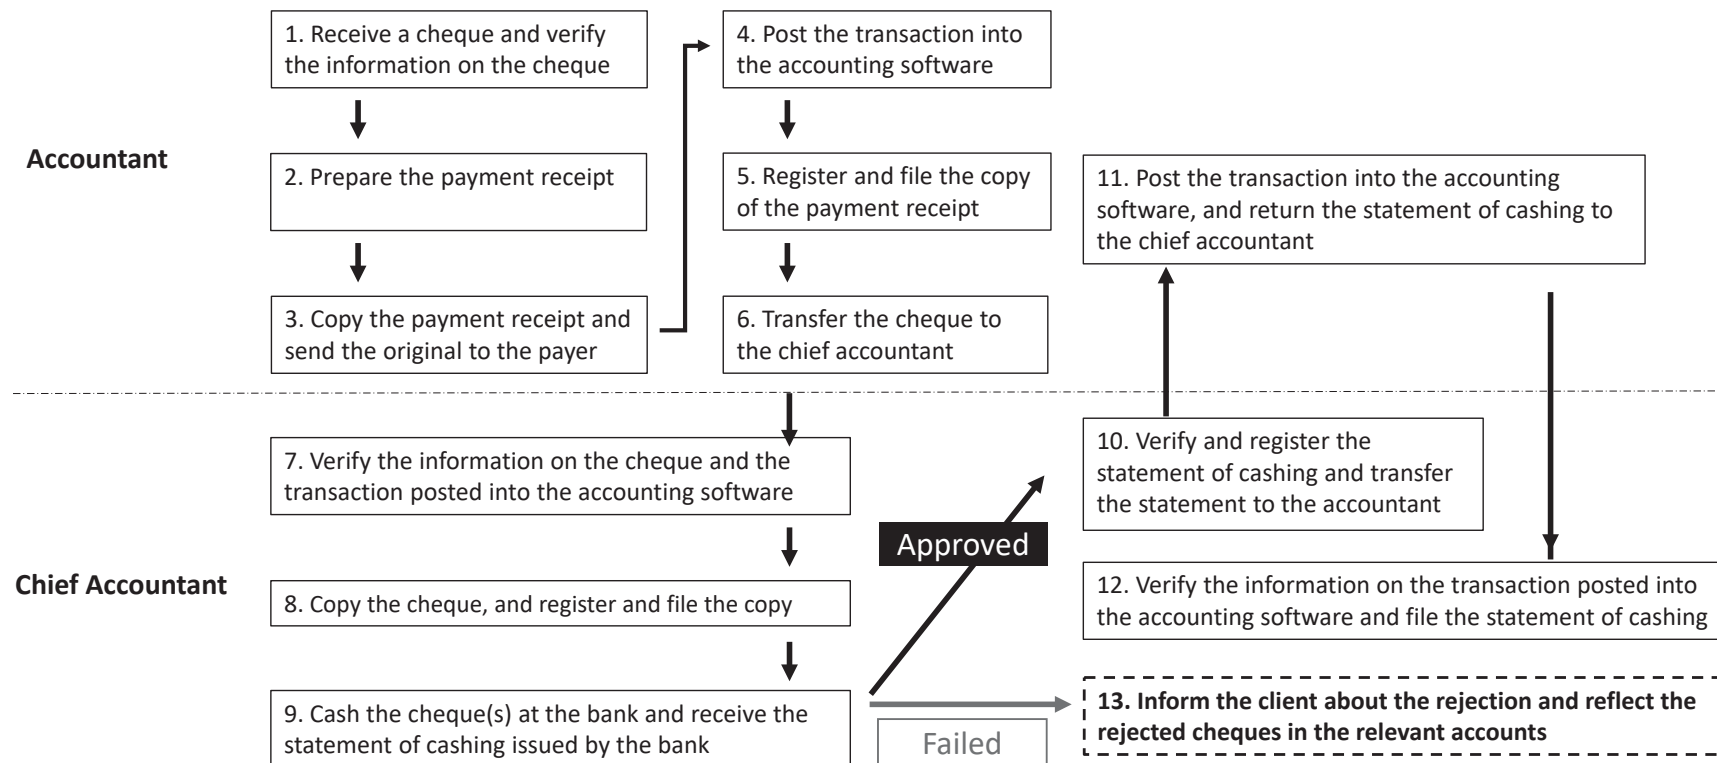 Accountant
1. Receive a cheque and verify
the information on the cheque
2. Prepare the payment receipt
3. Copy the payment receipt and
send the original to the payer
4. Post the transaction into
the accounting software
5. Register and file the copy
of the payment receipt
6. Transfer the cheque to
the chief accountant
11. Post the transaction into the accounting
software, and return the statement of cashing to
the chief accountant
Chief Accountant
7. Verify the information on the cheque and the
transaction posted into the accounting software
8. Copy the cheque, and register and file the copy
9. Cash the cheque(s) at the bank and receive the
statement of cashing issued by the bank
Approved
Failed
10. Verify and register the
statement of cashing and transfer
the statement to the accountant
12. Verify the information on the transaction posted into
the accounting software and file the statement of cashing
13. Inform the client about the rejection and reflect the
rejected cheques in the relevant accounts